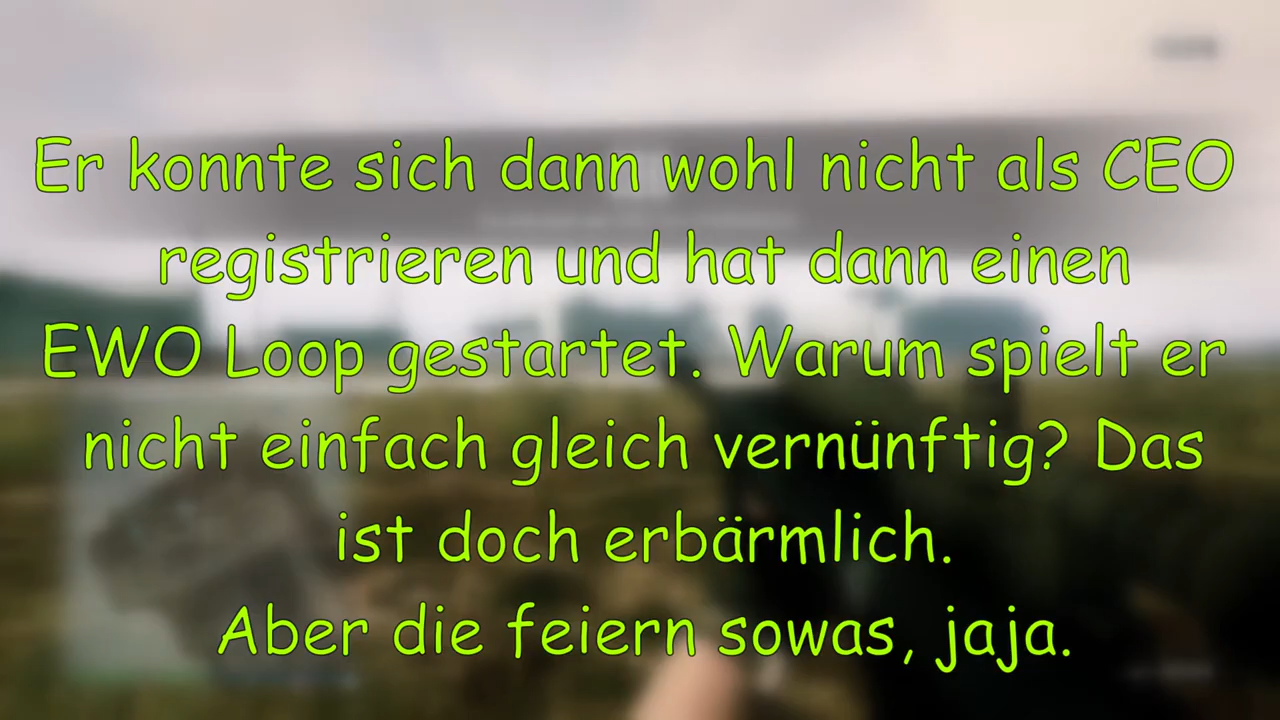 Er konnte sich dann wohl nicht als CEO
registrieren und hat dann einen
EWO Loop gestartet. Warum spielt er
nicht einfach gleich vernünftig? Das
ist doch erbärmlich.
Aber die feiern sowas, jaja.